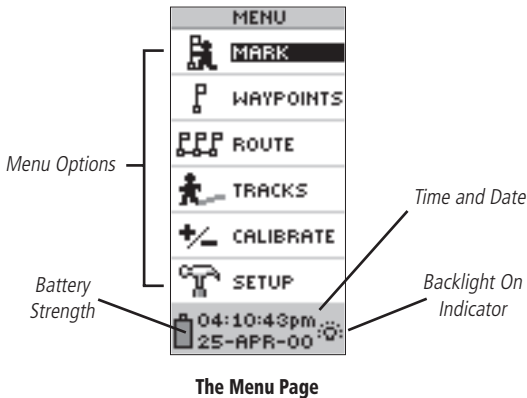 MENU
MARK
WAYPOINTS
ROUTE
TRACKS
CALIBRATE
SETUP
04:10:43pm
25-APR-00
Menu Options
Time and Date
Battery
Strength
Backlight On
Indicator
The Menu Page